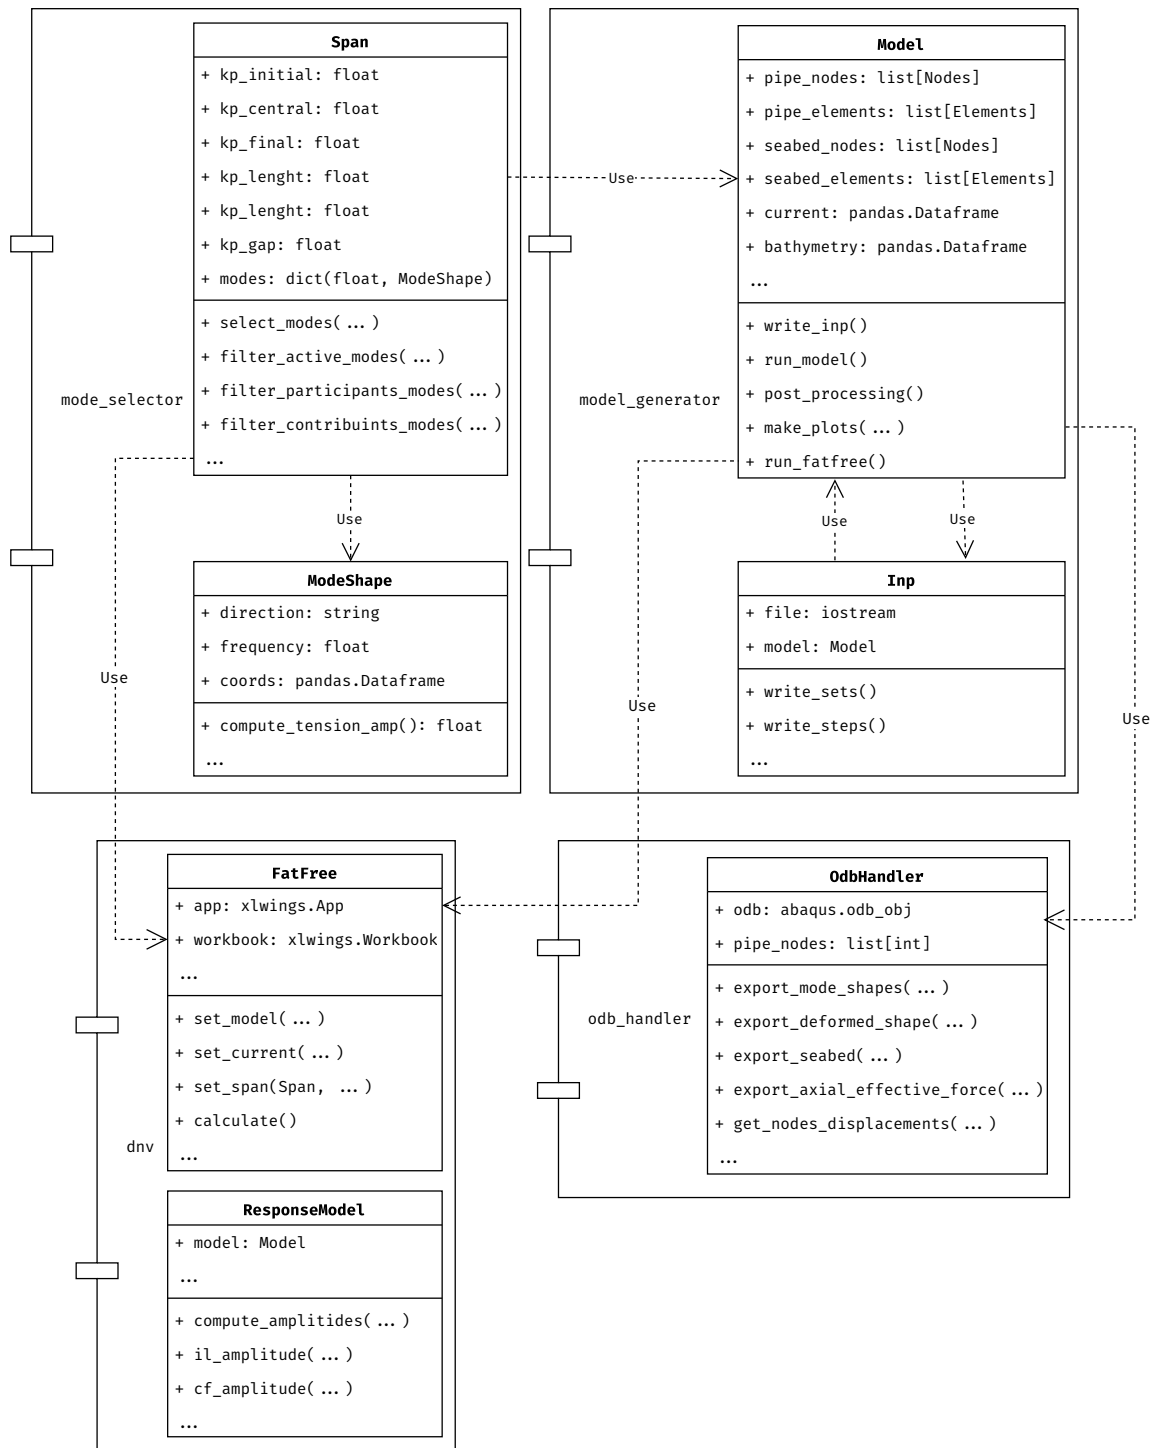 Span
+ kp_initial: float
+ kp_central: float
+ kp_final: float
+ kp_lenght: float
+ kp_lenght: float
+ kp_gap: float
+ modes: dict(float, ModeShape)
+ select_modes(...)
+ filter_active_modes(...)
+ filter_participants_modes(...)
+ filter_contribuints_modes(...)
...
mode_selector
Use
Use
Use
ModeShape
+ direction: string
+ frequency: float
+ coords: pandas.Dataframe
+ compute_tension_amp(): float
...
Model
+ pipe_nodes: list[Nodes]
+ pipe_elements: list[Elements]
+ seabed_nodes: list[Nodes]
+ seabed_elements: list[Elements]
+ current: pandas.Dataframe
+ bathymetry: pandas.Dataframe
...
+ write_inp()
+ run_model()
+ post_processing()
+ make_plots(...)
+ run_fatfree()
model_generator
Use
Use
Use
Use
Inp
+ file: iostream
+ model: Model
+ write_sets()
+ write_steps()
...
FatFree
+ app: xlwings.App
+ workbook: xlwings.Workbook
...
+ set_model(...)
+ set_current(...)
+ set_span(Span, ...)
+ calculate()
...
dnv
ResponseModel
+ model: Model
...
+ compute_amplitides(...)
+ il_amplitude(...)
+ cf_amplitude(...)
...
OdbHandler
+ odb: abaqus.odb_obj
+ pipe_nodes: list[int]
+ export_mode_shapes(...)
+ export_deformed_shape(...)
+ export_seabed(...)
+ export_axial_effective_force(...)
+ get_nodes_displacements(...)
...
odb_handler